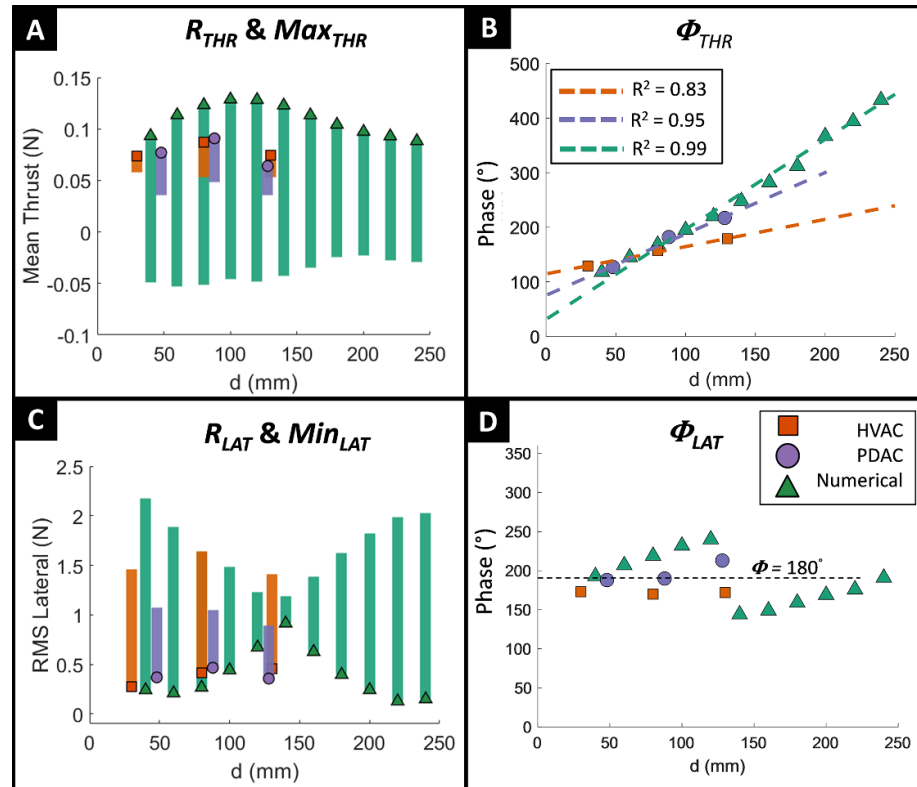 A
R_THR & Max_THR
0.15
0.1
0.05
0
-0.05
-0.1
Mean Thrust (N)
0 50 100 150 200 250
d (mm)
B
Φ_THR
500
400
300
200
100
0
Phase (°)
R² = 0.83
R² = 0.95
R² = 0.99
0 50 100 150 200 250
d (mm)
C
R_LAT & Min_LAT
2.5
2
1.5
1
0.5
0
RMS Lateral (N)
0 50 100 150 200 250
d (mm)
D
Φ_LAT
HVAC
PDAC
Numerical
350
300
250
200
150
100
50
0
Phase (°)
Φ = 180°
0 50 100 150 200 250
d (mm)